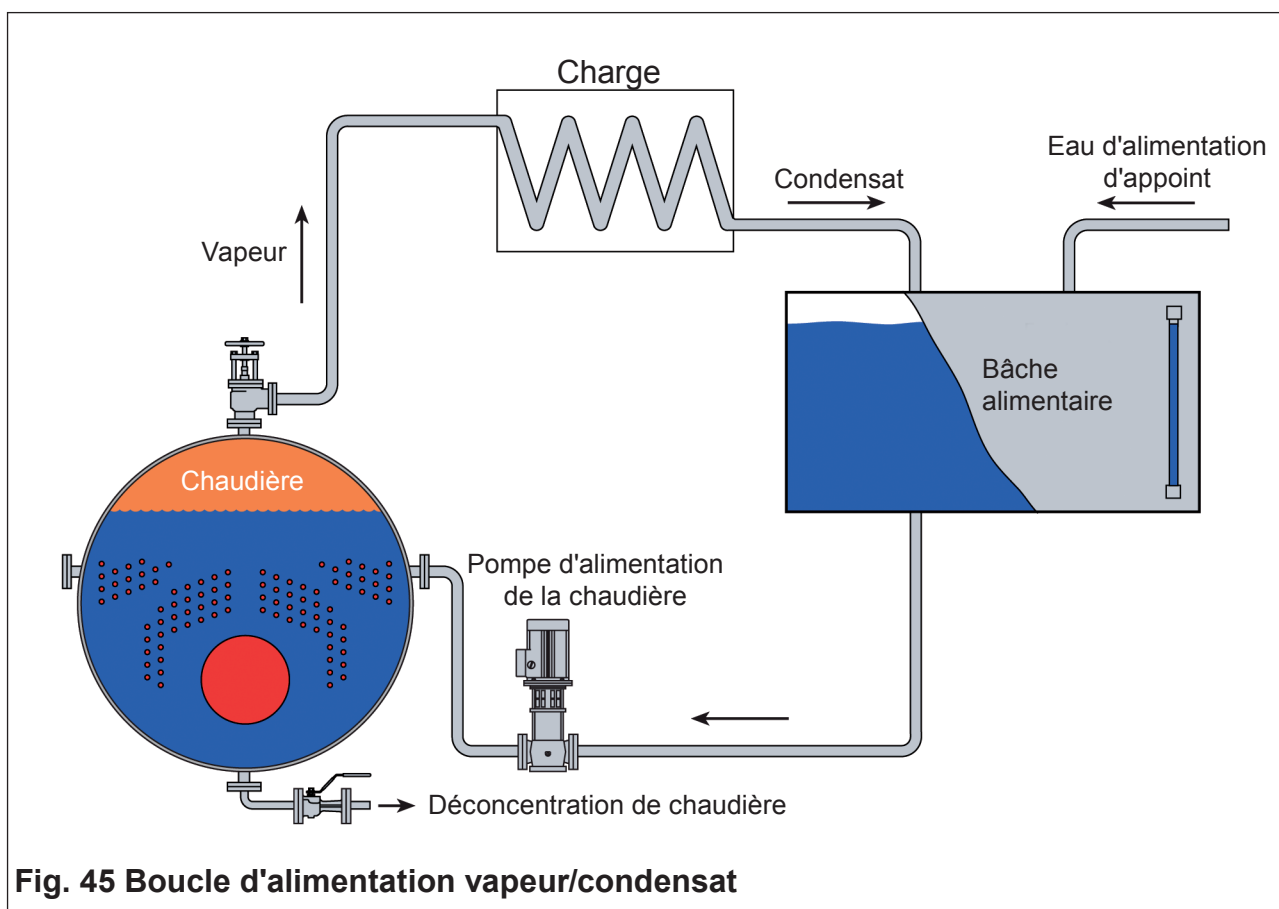 Charge
Eau d'alimentation
d'appoint
Condensat
Vapeur
Bâche
alimentaire
Chaudière
Pompe d'alimentation
de la chaudière
Déconcentration de chaudière
Fig. 45 Boucle d'alimentation vapeur/condensat